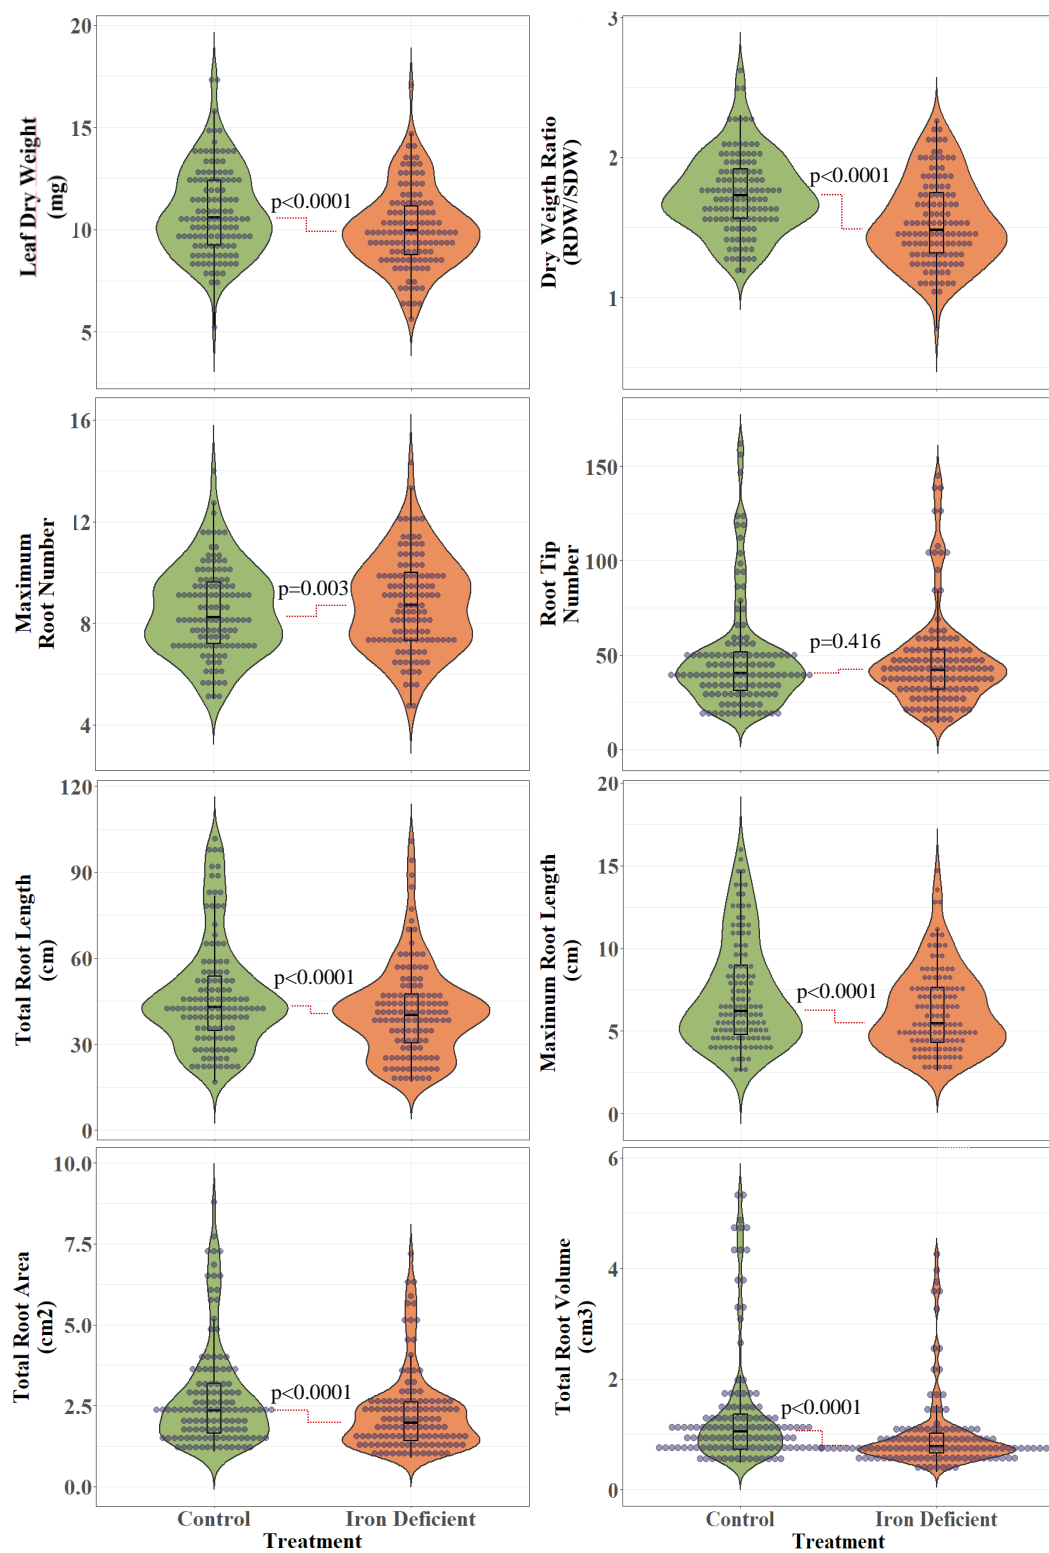 Leaf Dry Weight
(mg)
20
15
10
5
p<0.0001
Dry Weigth Ratio
(RDW/SDW)
3
2
1
p<0.0001
Maximum
Root Number
16
12
8
4
p=0.003
Root Tip
Number
150
100
50
0
p=0.416
Total Root Length
(cm)
120
90
60
30
0
p<0.0001
Maximum Root Length
(cm)
20
15
10
5
0
p<0.0001
Total Root Area
(cm2)
10.0
7.5
5.0
2.5
0.0
p<0.0001
Control
Iron Deficient
Treatment
Total Root Volume
(cm3)
6
4
2
0
p<0.0001
Control
Iron Deficient
Treatment